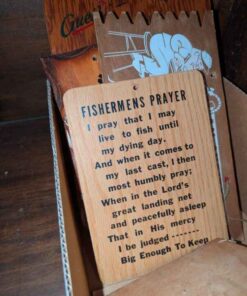 FISHERMENS PRAYER
I pray that I may
live to fish until
my dying day.
And when it comes to
my last cast, I then
most humbly pray;
When in the Lord's
great landing net
and peacefully asleep
That in His mercy
I be judged -------
Big Enough To Keep